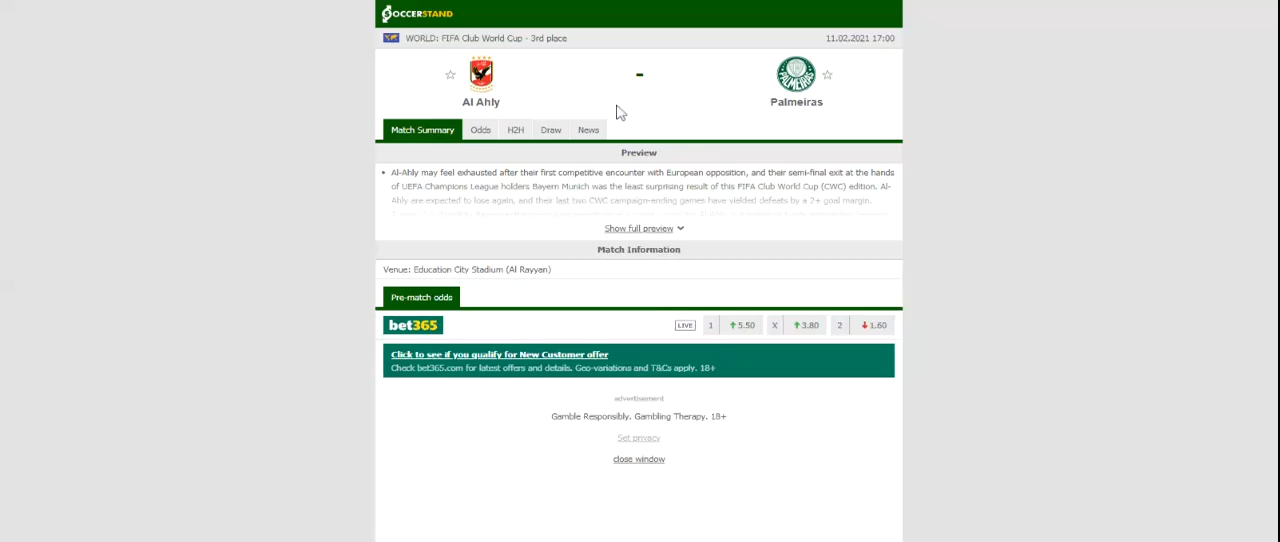 SOCCERSTAND
WORLD: FIFA Club World Cup - 3rd place 11.02.2021 17:00
PALMEIRAS
Al Ahly - Palmeiras
Match Summary Odds H2H Draw News
Preview
• Al-Ahly may feel exhausted after their first competitive encounter with European opposition, and their semi-final exit at the hands
of UEFA Champions League holders Bayern Munich was the least surprising result of this FIFA Club World Cup (CWC) edition. Al-
Ahly are expected to lose again, and their last two CWC campaign-ending games have yielded defeats by a 2+ goal margin.
Show full preview
Match Information
Venue: Education City Stadium (Al Rayyan)
Pre-match odds
bet365 LIVE 1 5.50 X 3.80 2 1.60
Click to see if you qualify for New Customer offer
Check bet365.com for latest offers and details. Geo-variations and T&Cs apply. 18+
advertisement
Gamble Responsibly. Gambling Therapy. 18+
Set privacy
close window